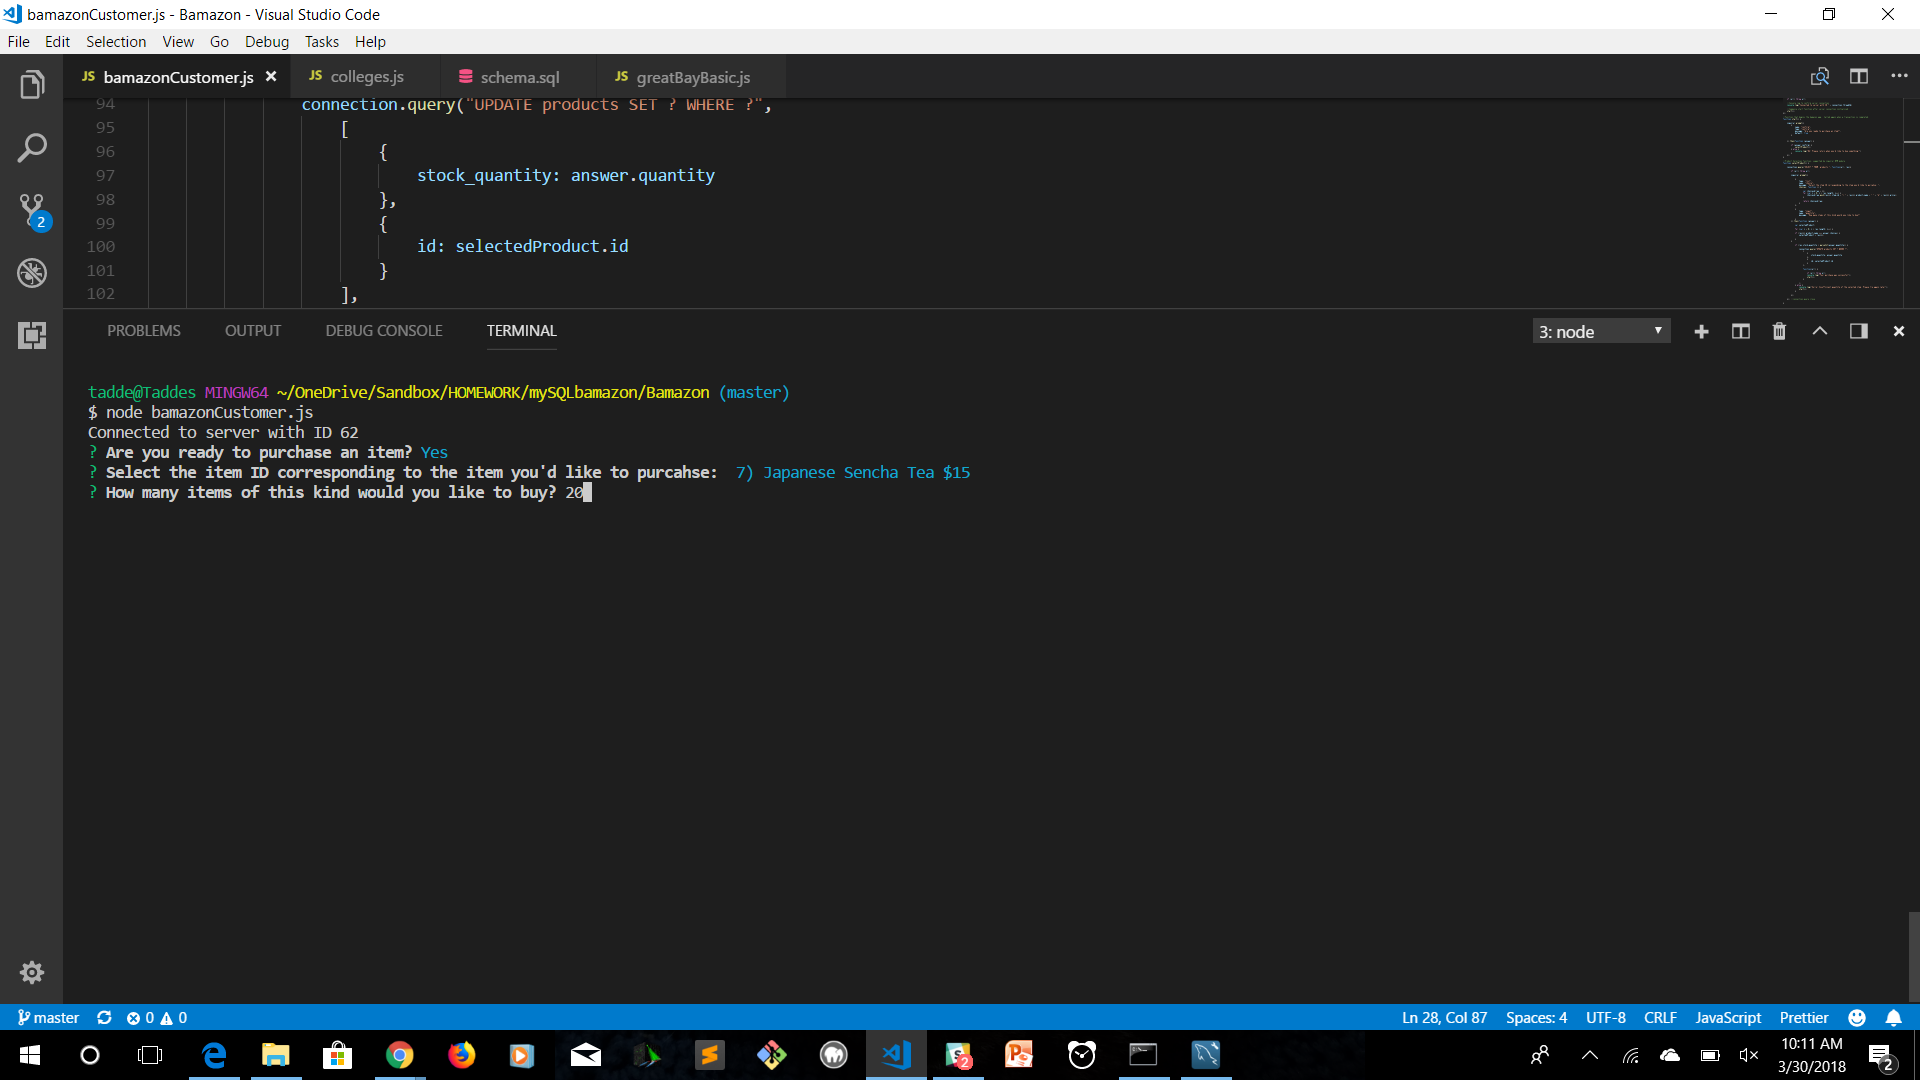 bamazonCustomer.js - Bamazon - Visual Studio Code
File Edit Selection View Go Debug Tasks Help
JS bamazonCustomer.js JS colleges.js schema.sql JS greatBayBasic.js
94 connection.query("UPDATE products SET ? WHERE ?",
95 [
96 {
97 stock_quantity: answer.quantity
98 },
99 {
100 id: selectedProduct.id
101 }
102 ],
2
PROBLEMS OUTPUT DEBUG CONSOLE TERMINAL 3: node
tadde@Taddes MINGW64 ~/OneDrive/Sandbox/HOMEWORK/mySQLbamazon/Bamazon (master)
$ node bamazonCustomer.js
Connected to server with ID 62
? Are you ready to purchase an item? Yes
? Select the item ID corresponding to the item you'd like to purcahse: 7) Japanese Sencha Tea $15
? How many items of this kind would you like to buy? 20
master 0 0 Ln 28, Col 87 Spaces: 4 UTF-8 CRLF JavaScript Prettier
10:11 AM
3/30/2018
2
2